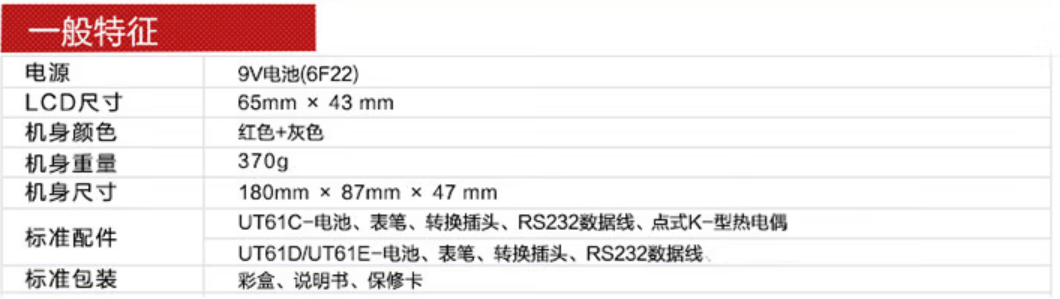 一般特征
电源 9V电池(6F22)
LCD尺寸 65mm × 43 mm
机身颜色 红色+灰色
机身重量 370g
机身尺寸 180mm × 87mm × 47 mm
标准配件 UT61C-电池、表笔、转换插头、RS232数据线、点式K-型热电偶
UT61D/UT61E-电池、表笔、转换插头、RS232数据线、
标准包装 彩盒、说明书、保修卡